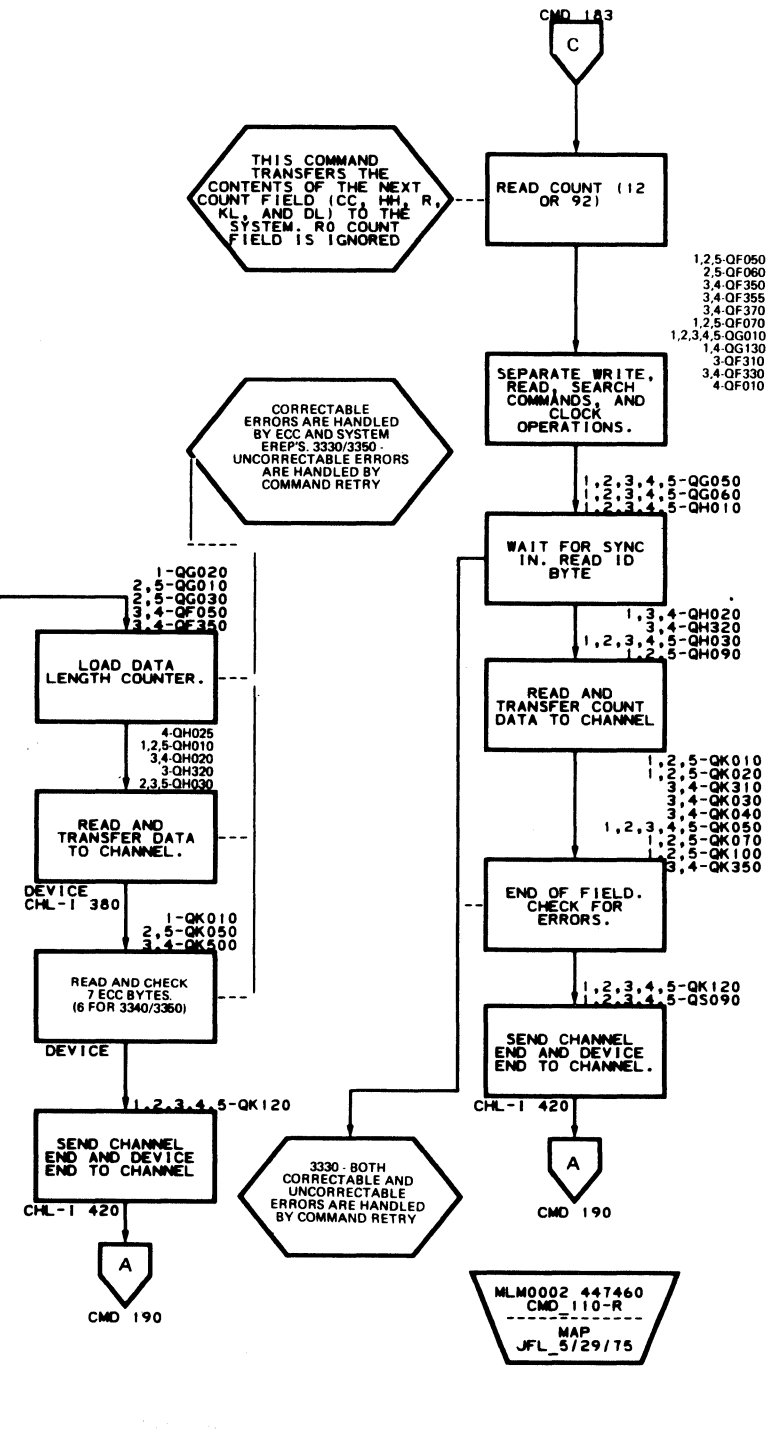 CMD 183
C
THIS COMMAND
TRANSFERS THE
CONTENTS OF THE NEXT
COUNT FIELD (CC, HH, R,
KL, AND DL) TO THE
SYSTEM. R0 COUNT
FIELD IS IGNORED
READ COUNT (12
OR 92)
1,2,5-QF050
2,5-QF060
3,4-QF350
3,4-QF355
3,4-QF370
1,2,5-QF070
1,2,3,4,5-QG010
1,4-QG130
3-QF310
3,4-QF330
4-QF010
SEPARATE WRITE,
READ, SEARCH
COMMANDS, AND
CLOCK
OPERATIONS.
CORRECTABLE
ERRORS ARE HANDLED
BY ECC AND SYSTEM
EREP'S. 3330/3350 -
UNCORRECTABLE ERRORS
ARE HANDLED BY
COMMAND RETRY
1,2,3,4,5-QG050
1,2,3,4,5-QG060
1,2,3,4,5-QH010
WAIT FOR SYNC
IN. READ ID
BYTE
1-QG020
2,5-QG010
2,5-QG030
3,4-QF050
3,4-QF350
LOAD DATA
LENGTH COUNTER.
1,3,4-QH020
3,4-QH320
1,2,3,4,5-QH030
1,2,5-QH090
READ AND
TRANSFER COUNT
DATA TO CHANNEL
4-QH025
1,2,5-QH010
3,4-QH020
3-QH320
2,3,5-QH030
READ AND
TRANSFER DATA
TO CHANNEL.
DEVICE
CHL-I 380
1,2,5-QK010
1,2,5-QK020
3,4-QK310
3,4-QK030
3,4-QK040
1,2,3,4,5-QK050
1,2,5-QK070
1,2,5-QK100
3,4-QK350
END OF FIELD.
CHECK FOR
ERRORS.
1-QK010
2,5-QK050
3,4-QK500
READ AND CHECK
7 ECC BYTES.
(6 FOR 3340/3350)
DEVICE
1,2,3,4,5-QK120
1,2,3,4,5-QS090
SEND CHANNEL
END AND DEVICE
END TO CHANNEL.
CHL-I 420
1,2,3,4,5-QK120
SEND CHANNEL
END AND DEVICE
END TO CHANNEL
CHL-I 420
3330 - BOTH
CORRECTABLE AND
UNCORRECTABLE
ERRORS ARE HANDLED
BY COMMAND RETRY
A
CMD 190
A
CMD 190
MLM0002 447460
CMD_110-R
MAP
JFL_5/29/75